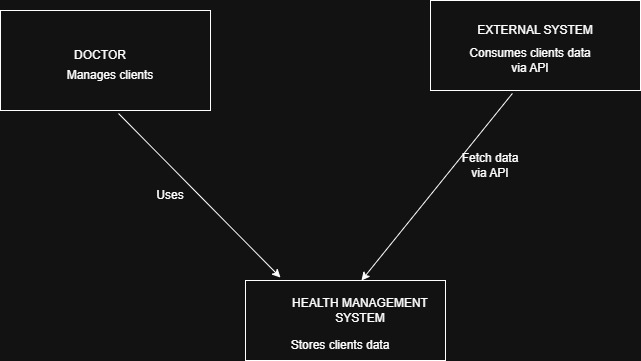 DOCTOR
Manages clients
EXTERNAL SYSTEM
Consumes clients data
via API
Uses
Fetch data
via API
HEALTH MANAGEMENT
SYSTEM
Stores clients data